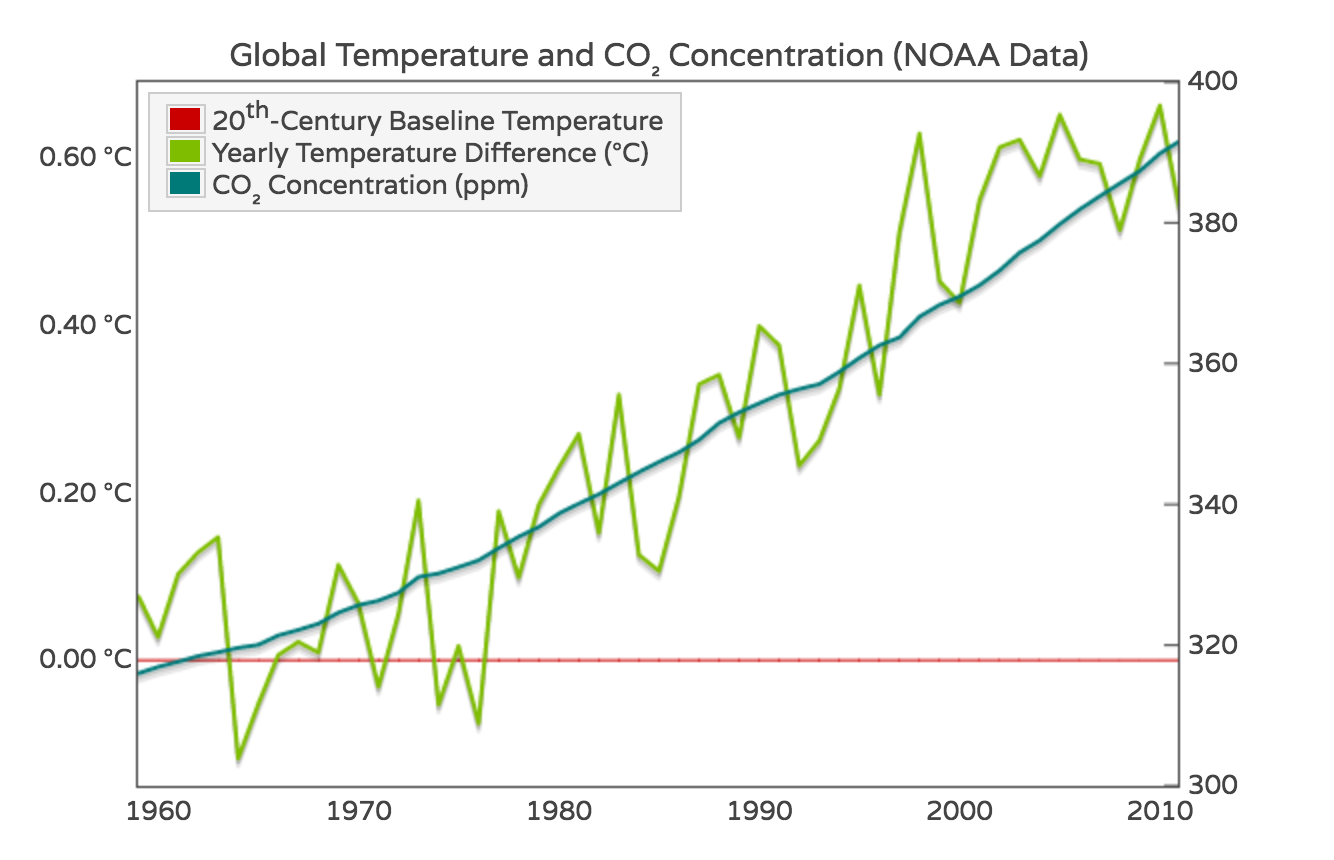 Global Temperature and CO₂ Concentration (NOAA Data)
20th-Century Baseline Temperature
Yearly Temperature Difference (°C)
CO₂ Concentration (ppm)
0.60 °C
0.40 °C
0.20 °C
0.00 °C
400
380
360
340
320
300
1960 1970 1980 1990 2000 2010